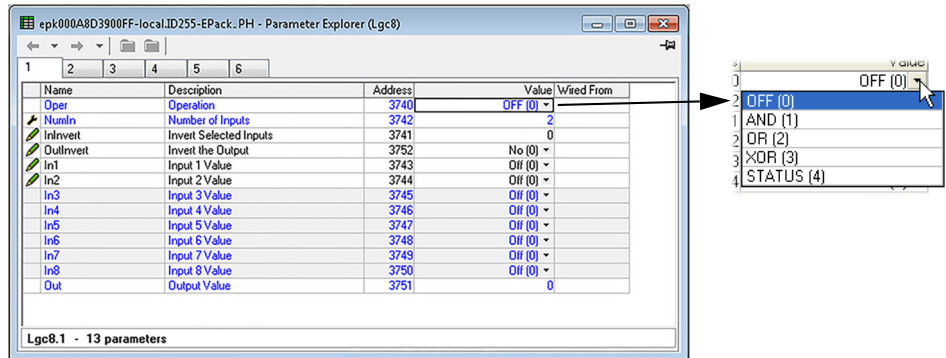 epk000A8D3900FF-local.ID255-EPack_PH - Parameter Explorer (Lgc8)
1 2 3 4 5 6
Name Description Address Value Wired From
Oper Operation 3740 OFF (0)
NumIn Number of Inputs 3742 2
InInvert Invert Selected Inputs 3741 0
OutInvert Invert the Output 3752 No (0)
In1 Input 1 Value 3743 Off (0)
In2 Input 2 Value 3744 Off (0)
In3 Input 3 Value 3745 Off (0)
In4 Input 4 Value 3746 Off (0)
In5 Input 5 Value 3747 Off (0)
In6 Input 6 Value 3748 Off (0)
In7 Input 7 Value 3749 Off (0)
In8 Input 8 Value 3750 Off (0)
Out Output Value 3751 0
Lgc8.1 - 13 parameters
Value
OFF (0)
OFF (0)
AND (1)
OR (2)
XOR (3)
STATUS (4)